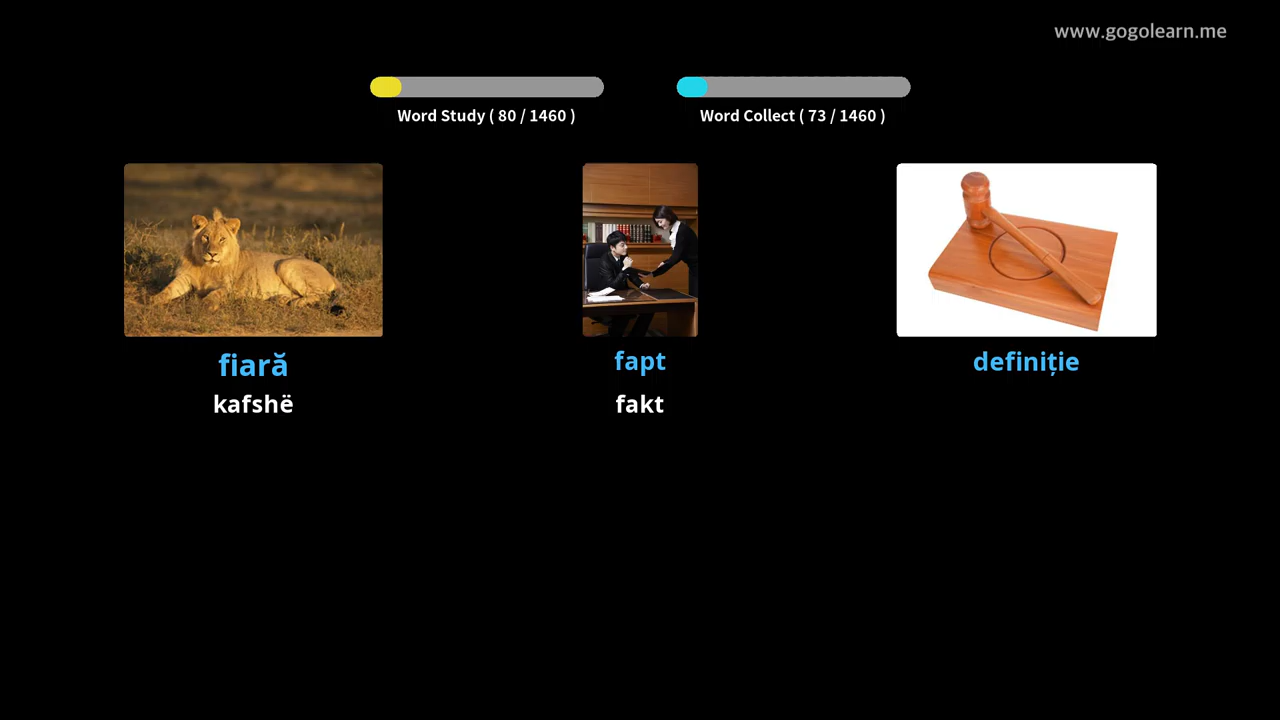 www.gogolearn.me
Word Study ( 80 / 1460 )
Word Collect ( 73 / 1460 )
fiară
fapt
definiție
kafshë
fakt